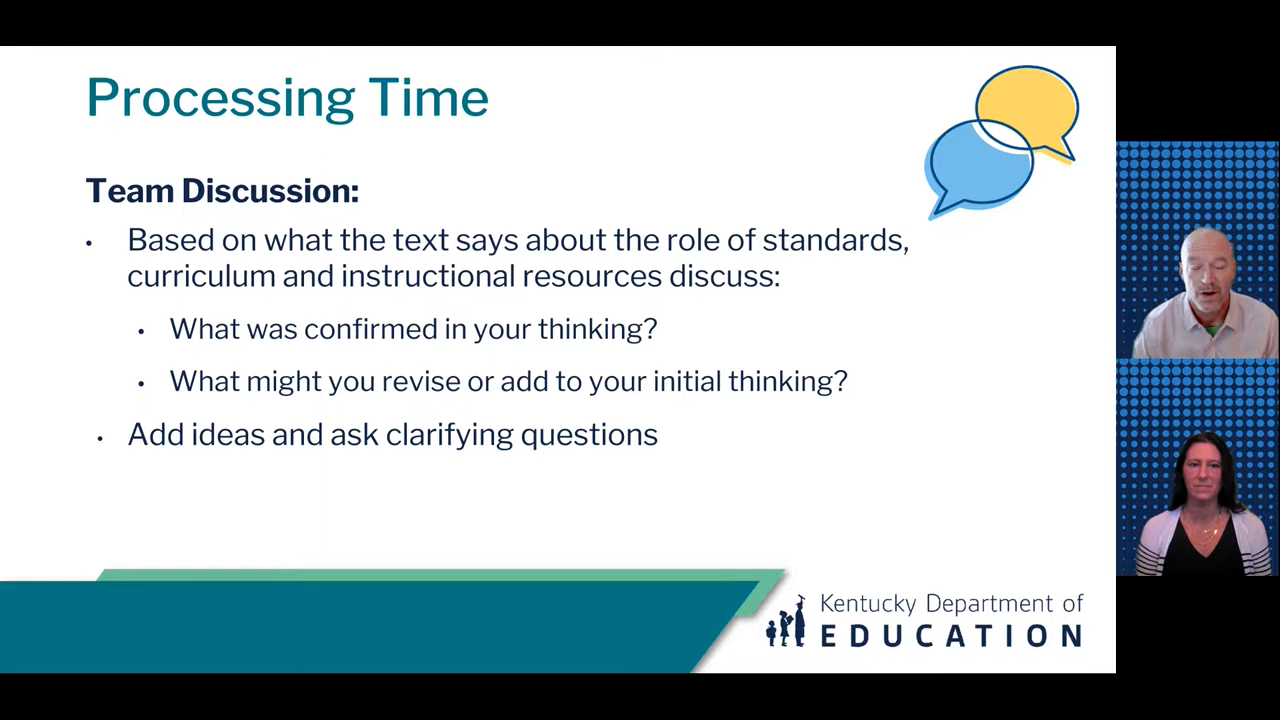 Processing Time
Team Discussion:
• Based on what the text says about the role of standards,
curriculum and instructional resources discuss:
• What was confirmed in your thinking?
• What might you revise or add to your initial thinking?
• Add ideas and ask clarifying questions
Kentucky Department of
EDUCATION